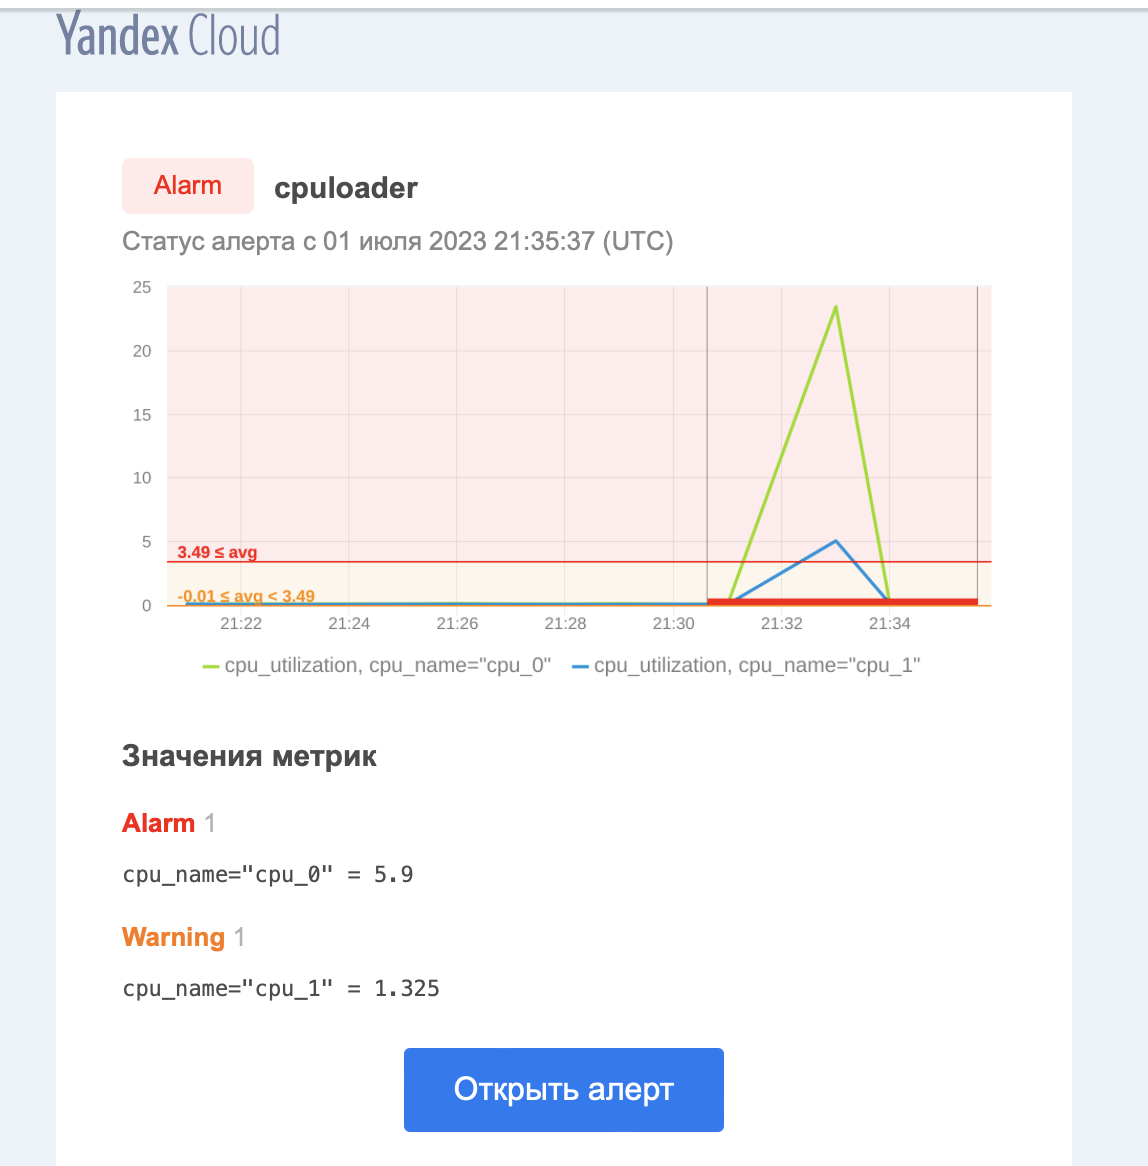 Yandex Cloud
Alarm cpuloader
Статус алерта с 01 июля 2023 21:35:37 (UTC)
25
20
15
10
5
0
3.49 ≤ avg
-0.01 ≤ avg < 3.49
21:22 21:24 21:26 21:28 21:30 21:32 21:34
cpu_utilization, cpu_name="cpu_0" cpu_utilization, cpu_name="cpu_1"
Значения метрик
Alarm 1
cpu_name="cpu_0" = 5.9
Warning 1
cpu_name="cpu_1" = 1.325
Открыть алерт